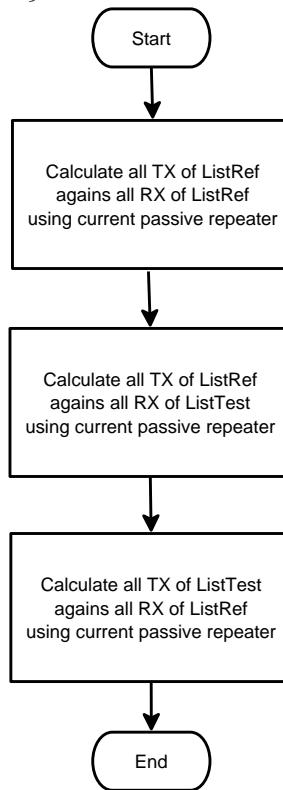 Start
Calculate all TX of ListRef
agains all RX of ListRef
using current passive repeater
Calculate all TX of ListRef
agains all RX of ListTest
using current passive repeater
Calculate all TX of ListTest
agains all RX of ListRef
using current passive repeater
End